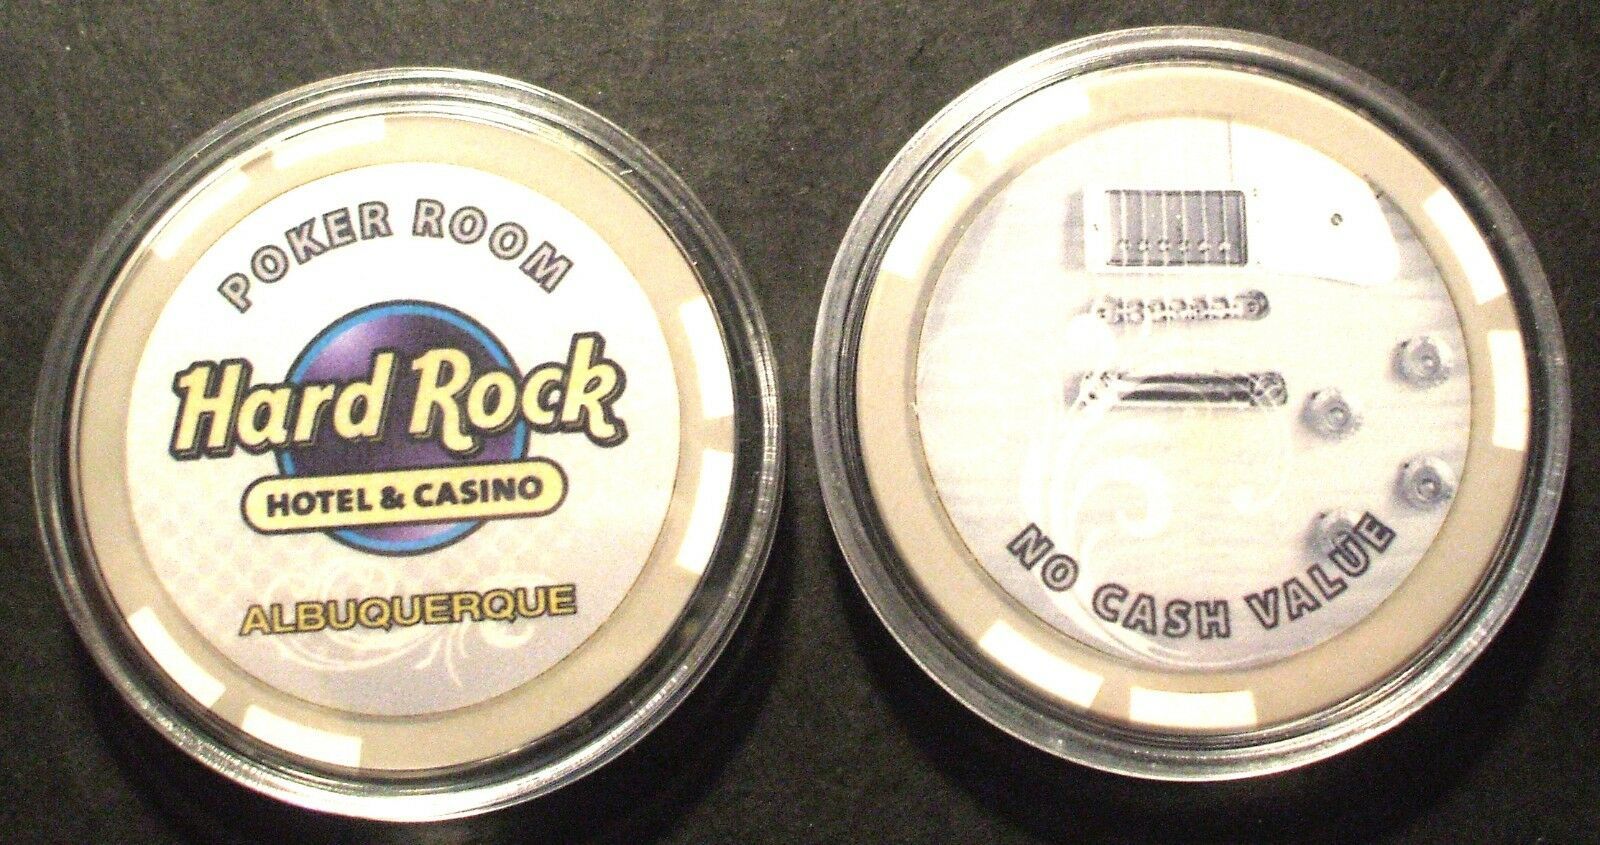 POKER ROOM
Hard Rock
HOTEL & CASINO
ALBUQUERQUE
NO CASH VALUE